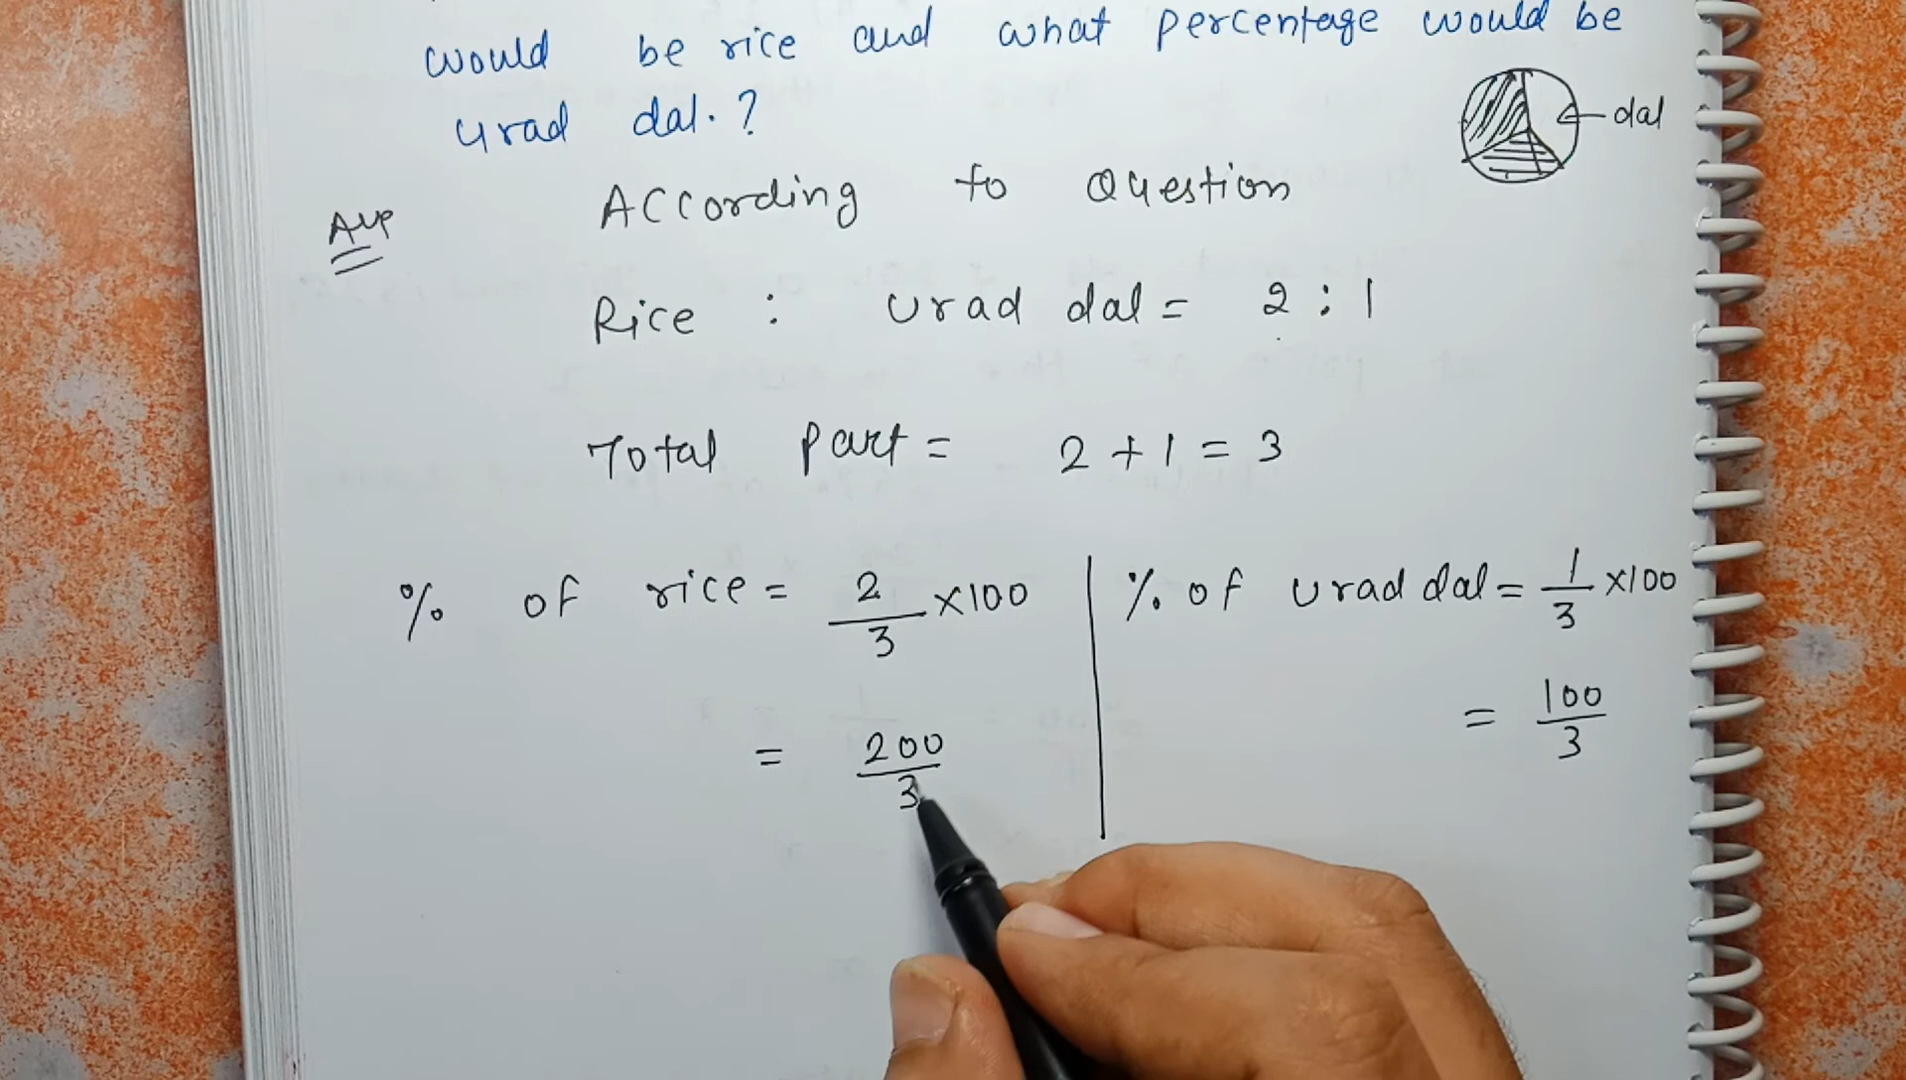 would be rice and what percentage would be
urad dal.?
dal
Ans
According to Question
Rice : urad dal = 2 : 1
Total part = 2 + 1 = 3
% of rice = 2/3 ×100
% of urad dal = 1/3 ×100
= 200/3
= 100/3